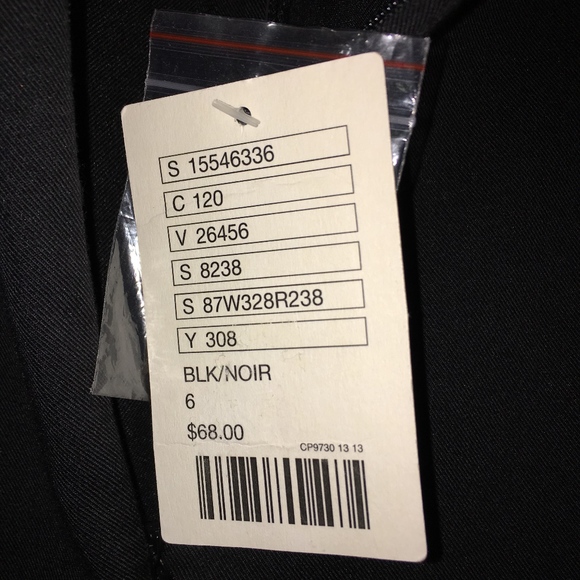 S 15546336
C 120
V 26456
S 8238
S 87W328R238
Y 308
BLK/NOIR
6
$68.00
CP9730 13 13